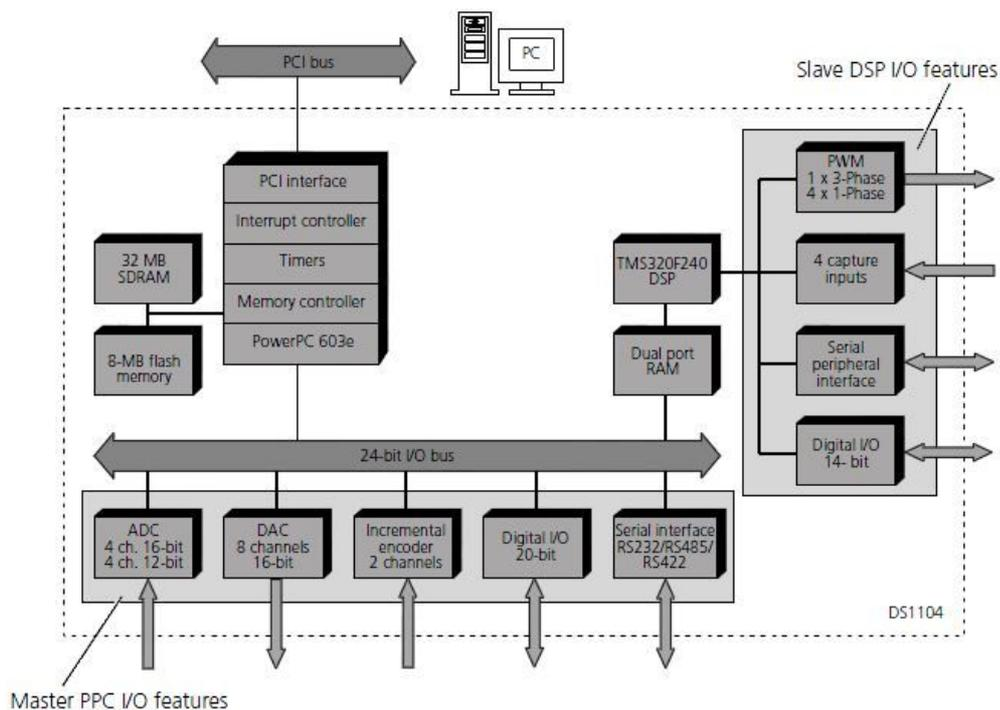 PCI bus
PC
Slave DSP I/O features
PCI interface
Interrupt controller
Timers
Memory controller
PowerPC 603e
32 MB
SDRAM
8-MB flash
memory
TMS320F240
DSP
Dual port
RAM
PWM
1 x 3-Phase
4 x 1-Phase
4 capture
inputs
Serial
peripheral
interface
Digital I/O
14- bit
24-bit I/O bus
ADC
4 ch. 16-bit
4 ch. 12-bit
DAC
8 channels
16-bit
Incremental
encoder
2 channels
Digital I/O
20-bit
Serial interface
RS232/RS485/
RS422
DS1104
Master PPC I/O features